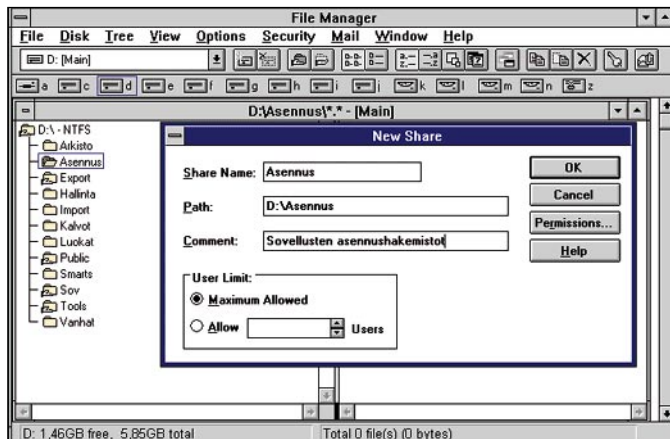 File Manager
File Disk Tree View Options Security Mail Window Help
D: [Main]
a c d e f g h i j k l m n z
D:\Asennus\*.* - [Main]
D:\ - NTFS
Arkisto
Asennus
Export
Hallinta
Import
Kalvot
Luokat
Public
Smarts
Sov
Tools
Vanhat
New Share
Share Name: Asennus
Path: D:\Asennus
Comment: Sovellusten asennushakemistot
User Limit:
Maximum Allowed
Allow Users
OK
Cancel
Permissions...
Help
D: 1,46GB free, 5,85GB total
Total 0 file(s) (0 bytes)